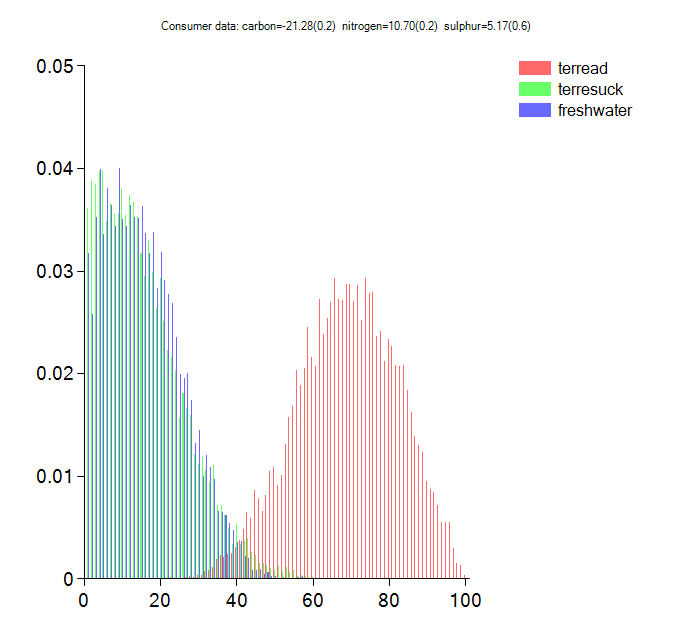 Consumer data: carbon=-21.28(0.2) nitrogen=10.70(0.2) sulphur=5.17(0.6)
terread
terresuck
freshwater
0.05
0.04
0.03
0.02
0.01
0
0 20 40 60 80 100